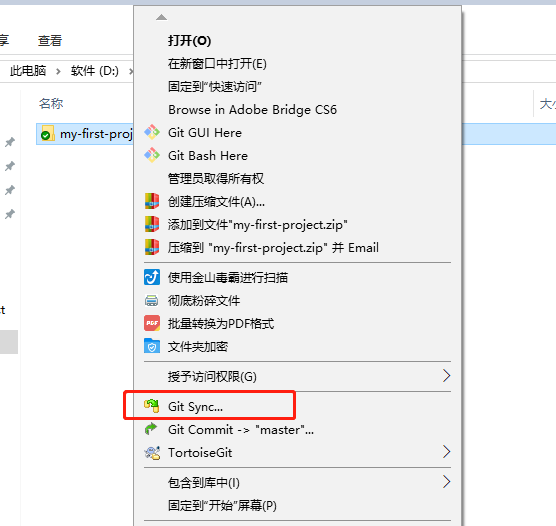 享
查看
此电脑 > 软件 (D:) >
名称
大小
my-first-proj
打开(O)
在新窗口中打开(E)
固定到"快速访问"
Browse in Adobe Bridge CS6
Git GUI Here
Git Bash Here
管理员取得所有权
创建压缩文件(A)...
添加到文件"my-first-project.zip"
压缩到 "my-first-project.zip" 并 Email
使用金山毒霸进行扫描
彻底粉碎文件
PDF
批量转换为PDF格式
文件夹加密
授予访问权限(G)
Git Sync...
Git Commit -> "master"...
TortoiseGit
包含到库中(I)
固定到"开始"屏幕(P)
ct